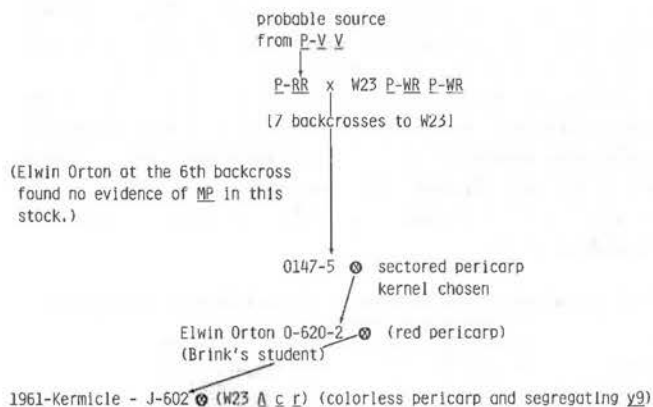 probable source
from P-V V
P-RR x W23 P-WR P-WR
[7 backcrosses to W23]
(Elwin Orton at the 6th backcross
found no evidence of MP in this
stock.)
0147-5 ⊗ sectored pericarp
kernel chosen
Elwin Orton O-620-2 ⊗ (red pericarp)
(Brink's student)
1961-Kermicle - J-602 ⊗ (W23 A c r) (colorless pericarp and segregating y9)